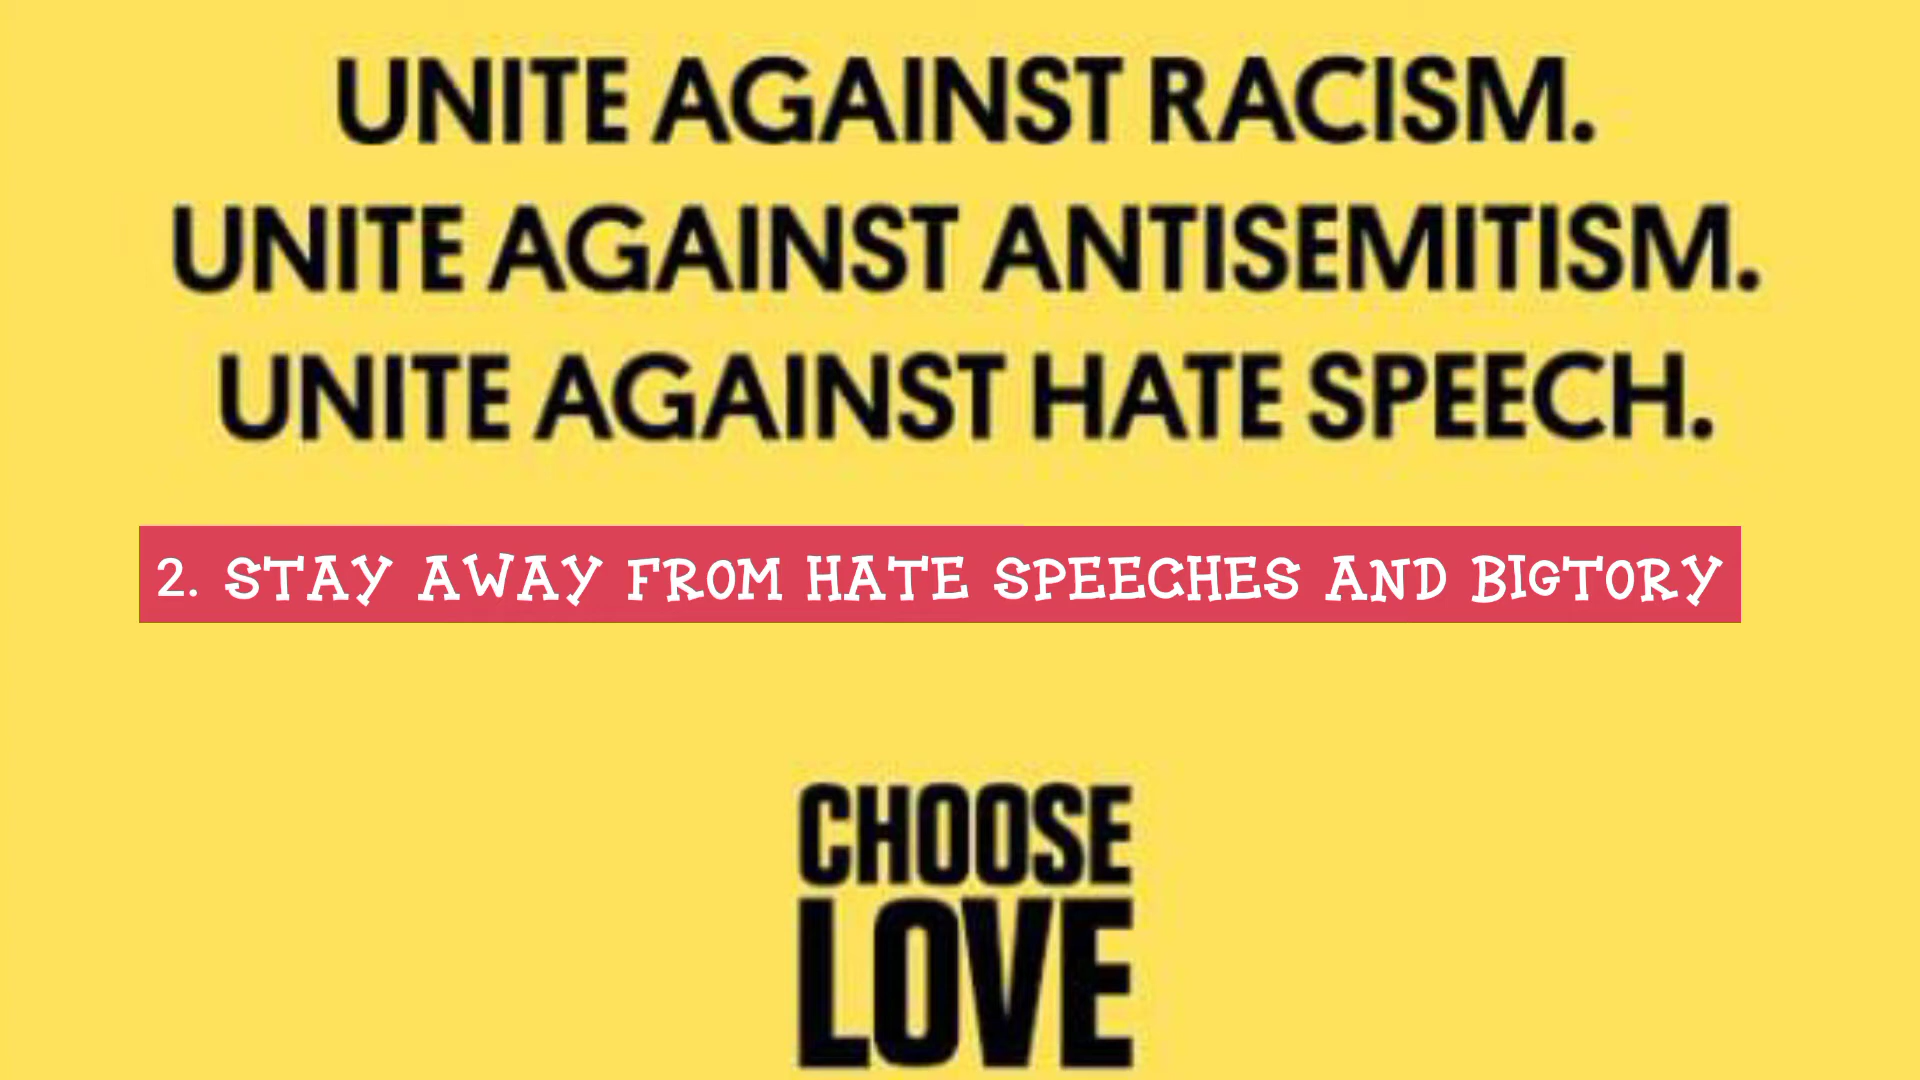 UNITE AGAINST RACISM.
UNITE AGAINST ANTISEMITISM.
UNITE AGAINST HATE SPEECH.
2. STAY AWAY FROM HATE SPEECHES AND BIGTORY
CHOOSE
LOVE